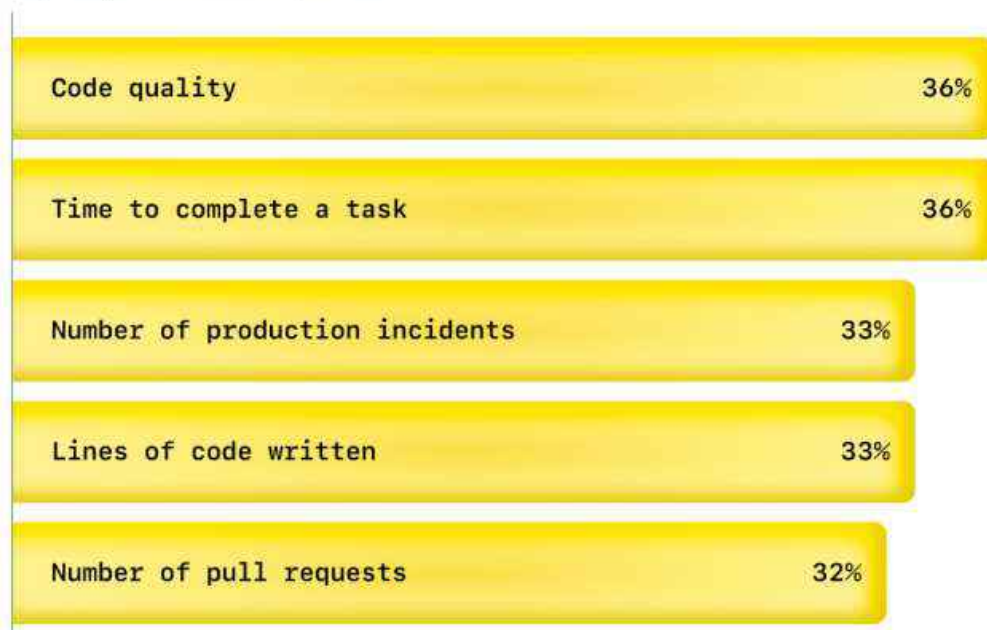 Code quality 36%
Time to complete a task 36%
Number of production incidents 33%
Lines of code written 33%
Number of pull requests 32%